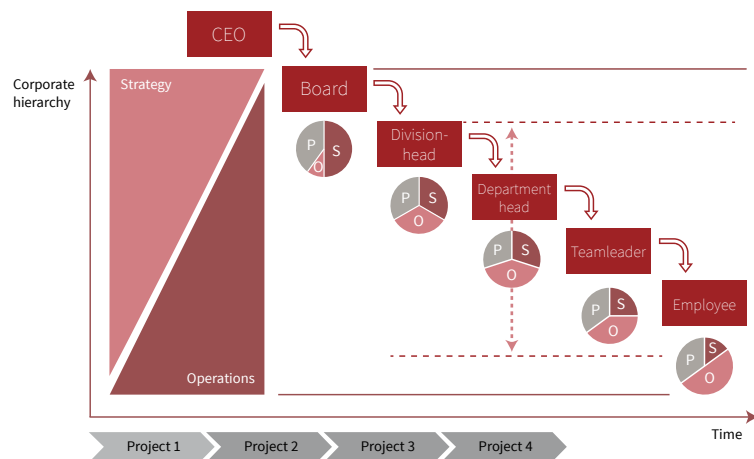 CEO
Corporate
hierarchy
Strategy
Board
Division-
head
P
S
O
Department
head
P
S
O
Teamleader
P
S
O
Employee
P
S
O
P
S
O
Operations
Time
Project 1
Project 2
Project 3
Project 4